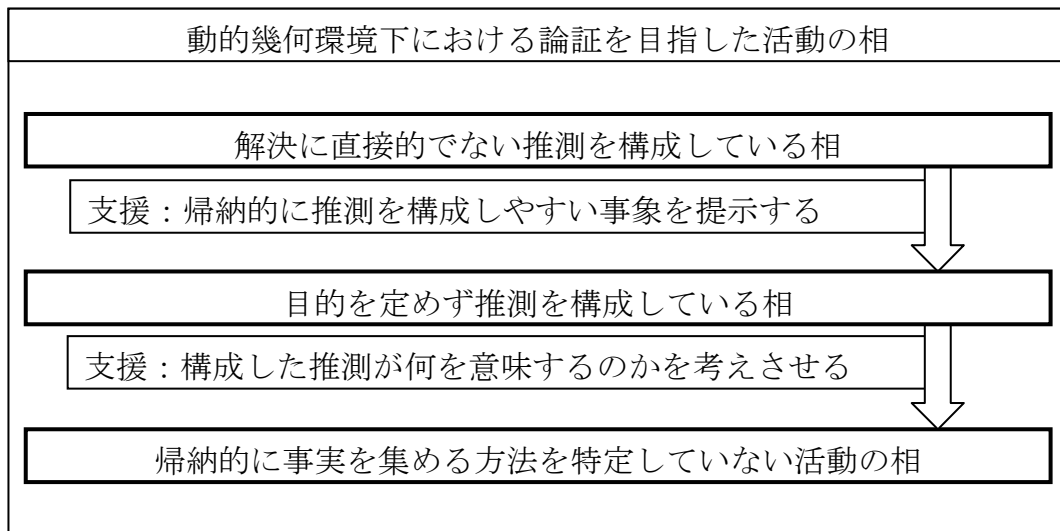 動的幾何環境下における論証を目指した活動の相
解決に直接的でない推測を構成している相
支援：帰納的に推測を構成しやすい事象を提示する
目的を定めず推測を構成している相
支援：構成した推測が何を意味するのかを考えさせる
帰納的に事実を集める方法を特定していない活動の相